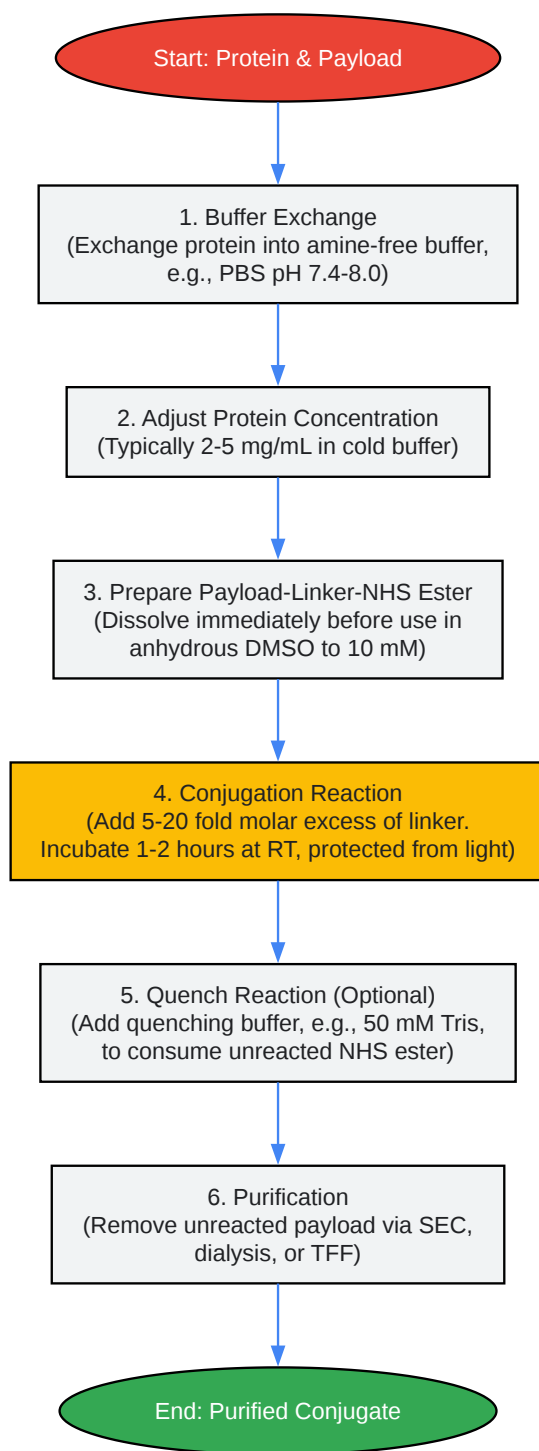 Start: Protein & Payload
1. Buffer Exchange
(Exchange protein into amine-free buffer,
e.g., PBS pH 7.4-8.0)
2. Adjust Protein Concentration
(Typically 2-5 mg/mL in cold buffer)
3. Prepare Payload-Linker-NHS Ester
(Dissolve immediately before use in
anhydrous DMSO to 10 mM)
4. Conjugation Reaction
(Add 5-20 fold molar excess of linker.
Incubate 1-2 hours at RT, protected from light)
5. Quench Reaction (Optional)
(Add quenching buffer, e.g., 50 mM Tris,
to consume unreacted NHS ester)
6. Purification
(Remove unreacted payload via SEC,
dialysis, or TFF)
End: Purified Conjugate